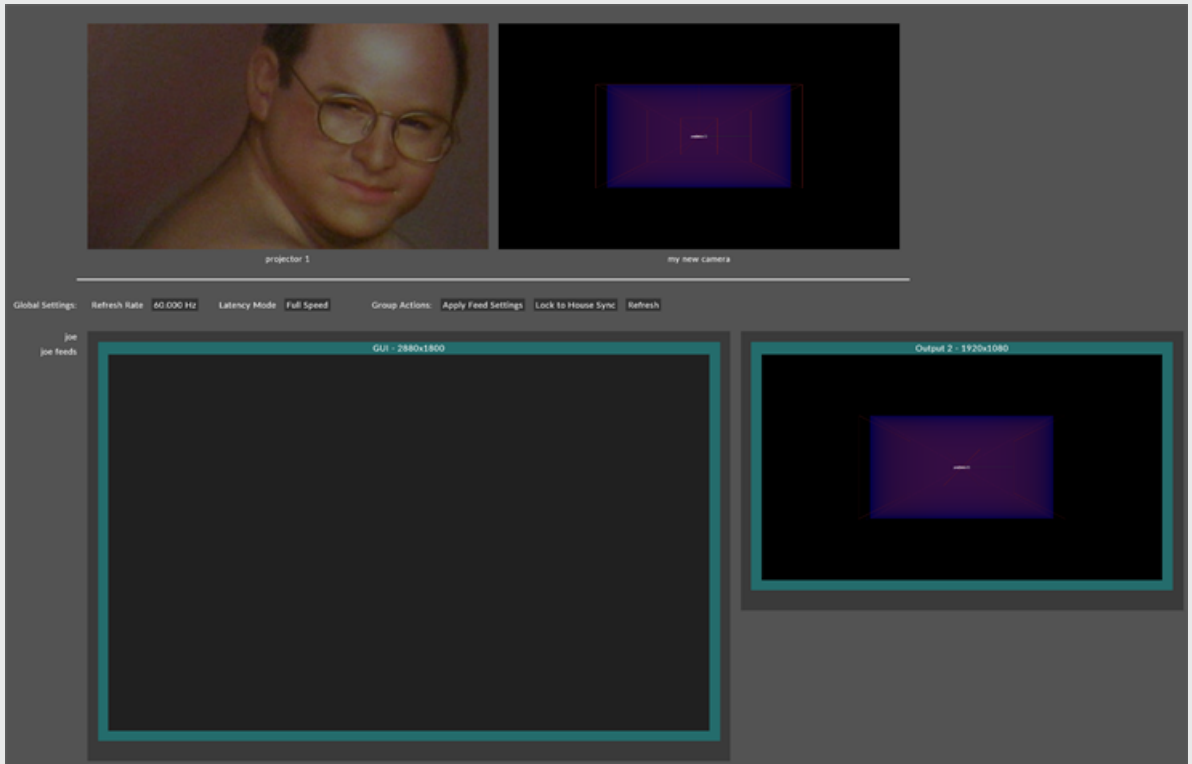 projector 1
my new camera
Global Settings: Refresh Rate 60.000 Hz Latency Mode Full Speed Group Actions: Apply Feed Settings Lock to House Sync Refresh
joe
joe feeds
GUI - 2880x1800
Output 2 - 1920x1080